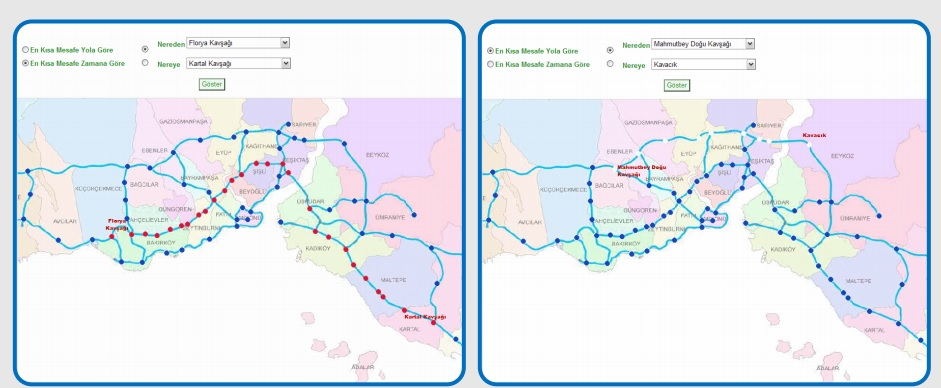 En Kısa Mesafe Yola Göre
En Kısa Mesafe Zamana Göre
Nereden Florya Kavşağı
Nereye Kartal Kavşağı
Göster
GAZİOSMANPAŞA
SARIYER
ESENLER
EYÜP
KAĞITHANE
BEYKOZ
ŞİŞLİ
BEŞİKTAŞ
KÜÇÜKÇEKMECE
BAĞCILAR
BAYRAMPAŞA
BEYOĞLU
GÜNGÖREN
ÜSKÜDAR
AVCILAR
Florya
Kavşağı
BAHÇELİEVLER
FATİH
ZEYTİNBURNU
ÜMRANİYE
BAKIRKÖY
KADIKÖY
MALTEPE
Kartal Kavşağı
KARTAL
ADALAR
En Kısa Mesafe Yola Göre
En Kısa Mesafe Zamana Göre
Nereden Mahmutbey Doğu Kavşağı
Nereye Kavacık
Göster
GAZİOSMANPAŞA
SARIYER
Kavacık
ESENLER
EYÜP
KAĞITHANE
BEYKOZ
Mahmutbey Doğu
Kavşağı
ŞİŞLİ
BEŞİKTAŞ
KÜÇÜKÇEKMECE
BAĞCILAR
BAYRAMPAŞA
BEYOĞLU
GÜNGÖREN
ÜSKÜDAR
AVCILAR
BAHÇELİEVLER
FATİH
ZEYTİNBURNU
ÜMRANİYE
BAKIRKÖY
KADIKÖY
MALTEPE
KARTAL
ADALAR